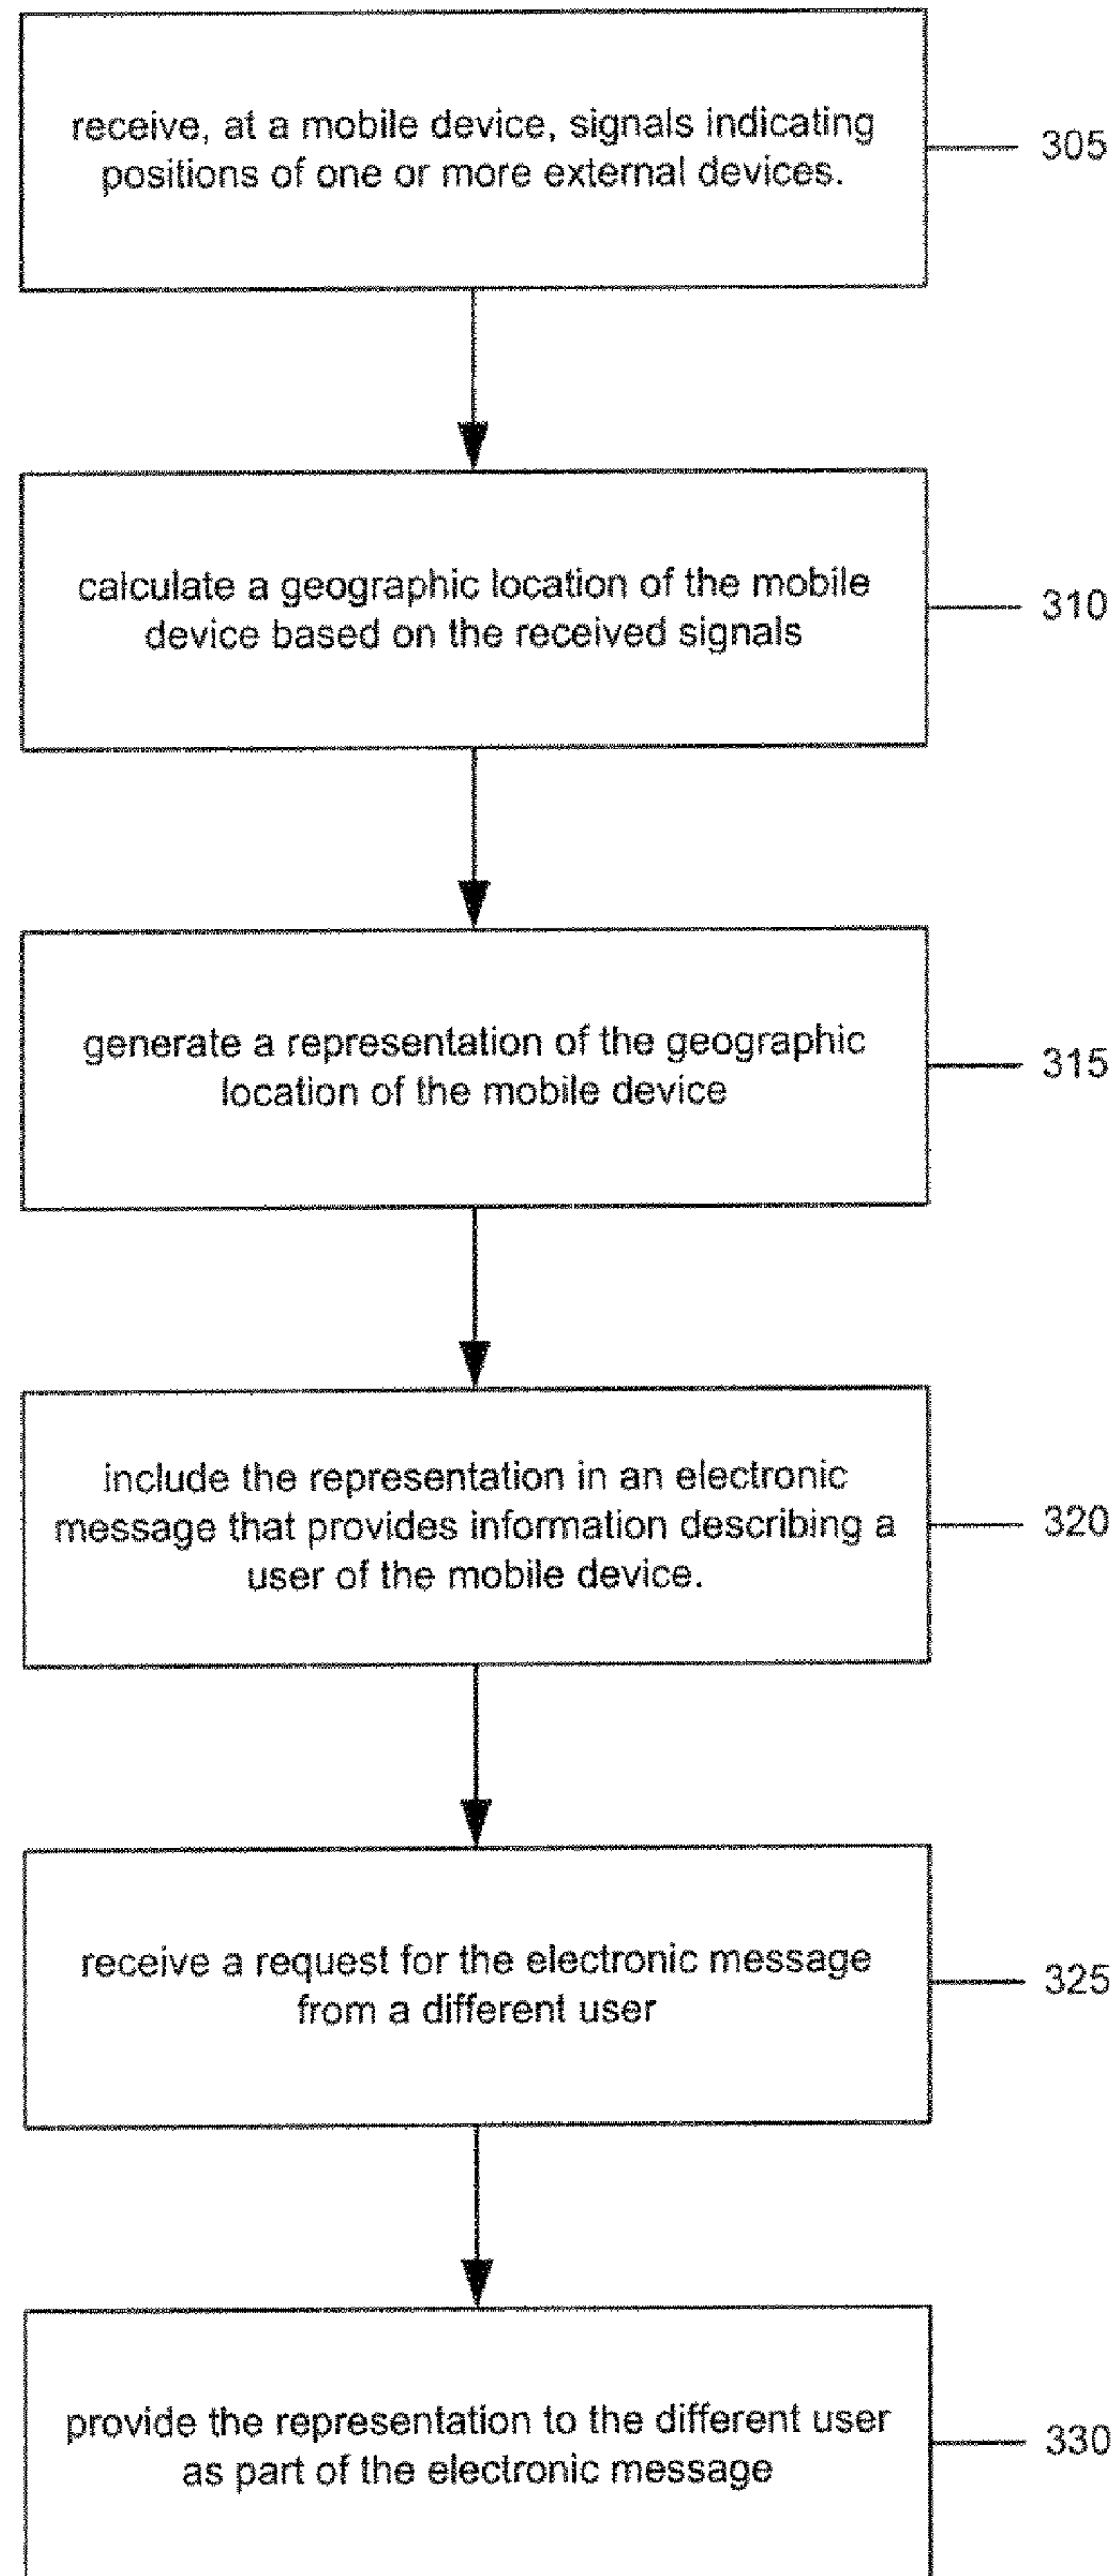 receive, at a mobile device, signals indicating
positions of one or more external devices.
305
calculate a geographic location of the mobile
device based on the received signals
310
generate a representation of the geographic
location of the mobile device
315
include the representation in an electronic
message that provides information describing a
user of the mobile device.
320
receive a request for the electronic message
from a different user
325
provide the representation to the different user
as part of the electronic message
330